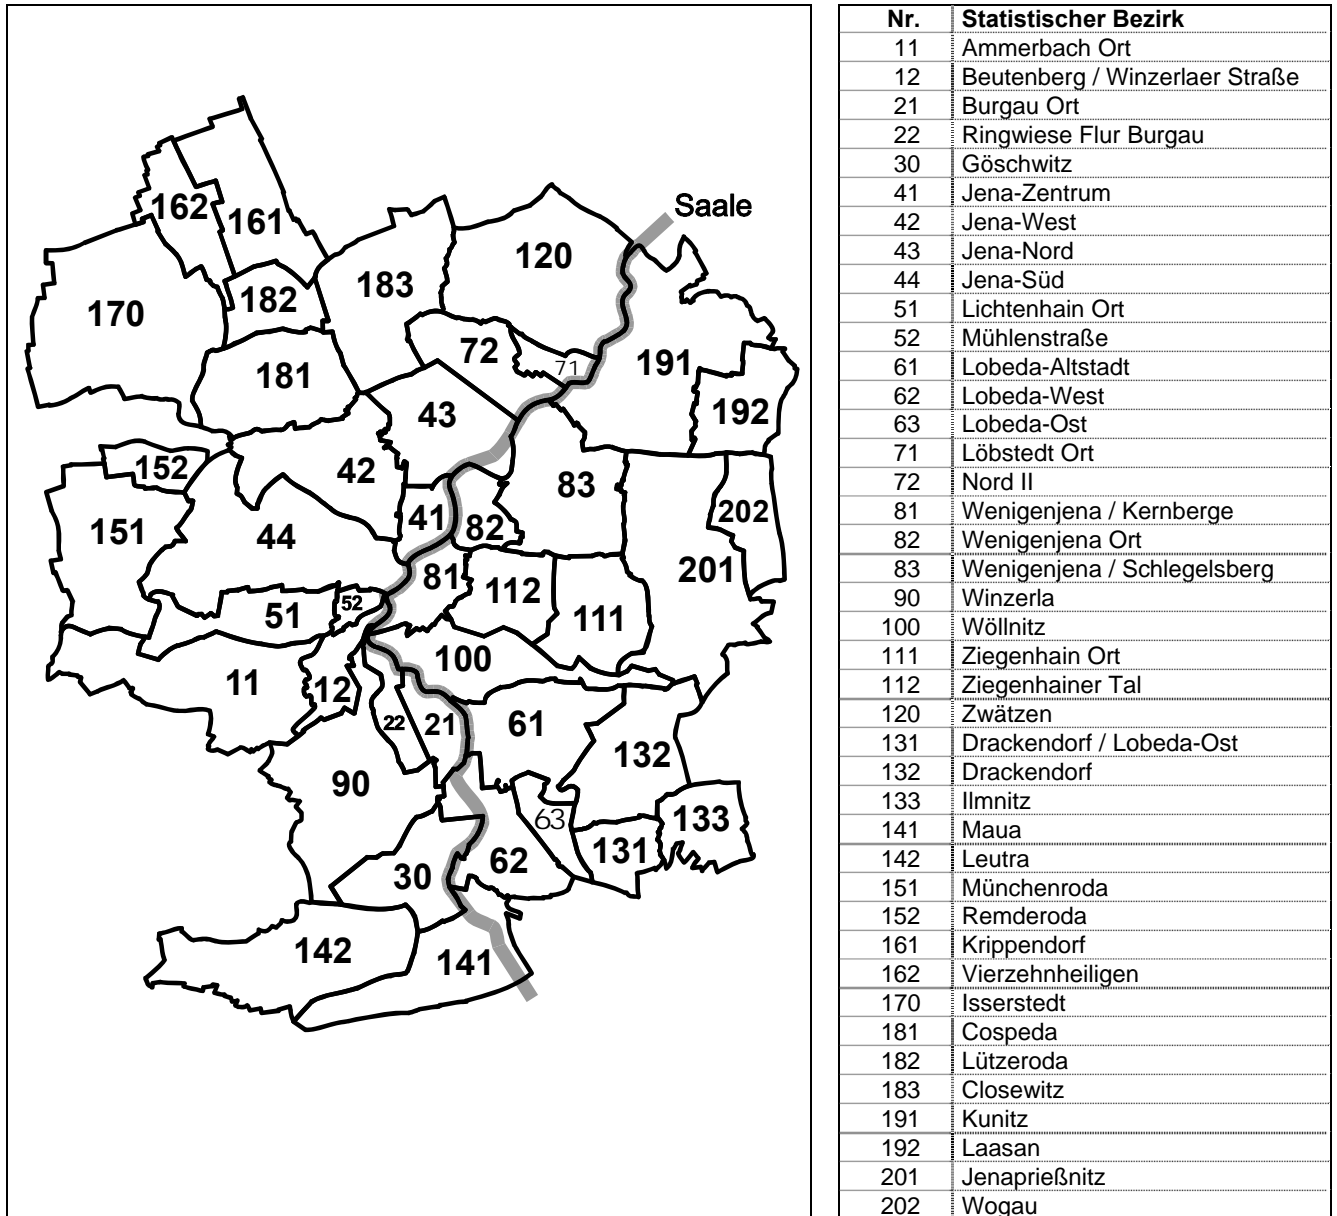 Saale
162
161
120
170
182
183
72
71
191
181
192
43
42
152
83
202
151
44
41
82
201
81
112
51
52
111
100
11
12
22
21
61
132
90
63
133
62
131
30
142
141
Nr. Statistischer Bezirk
11 Ammerbach Ort
12 Beutenberg / Winzerlaer Straße
21 Burgau Ort
22 Ringwiese Flur Burgau
30 Göschwitz
41 Jena-Zentrum
42 Jena-West
43 Jena-Nord
44 Jena-Süd
51 Lichtenhain Ort
52 Mühlenstraße
61 Lobeda-Altstadt
62 Lobeda-West
63 Lobeda-Ost
71 Löbstedt Ort
72 Nord II
81 Wenigenjena / Kernberge
82 Wenigenjena Ort
83 Wenigenjena / Schlegelsberg
90 Winzerla
100 Wöllnitz
111 Ziegenhain Ort
112 Ziegenhainer Tal
120 Zwätzen
131 Drackendorf / Lobeda-Ost
132 Drackendorf
133 Ilmnitz
141 Maua
142 Leutra
151 Münchenroda
152 Remderoda
161 Krippendorf
162 Vierzehnheiligen
170 Isserstedt
181 Cospeda
182 Lützeroda
183 Closewitz
191 Kunitz
192 Laasan
201 Jenaprießnitz
202 Wogau